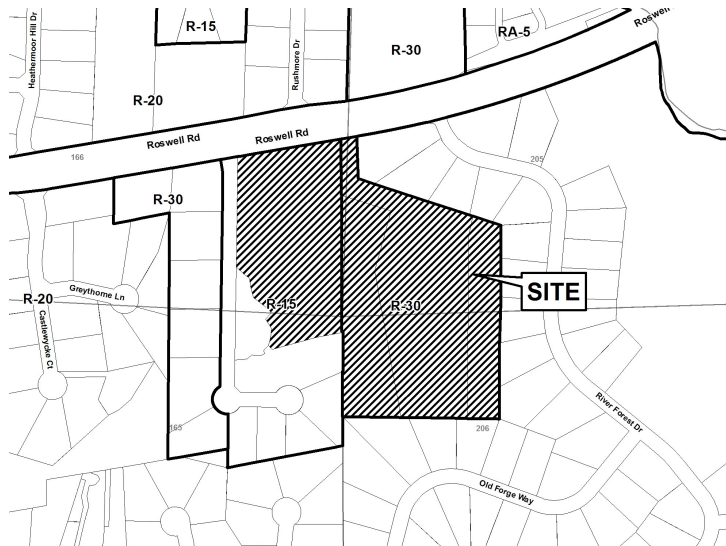 R-15
RA-5
Roswell
Heathermoor Hill Dr
Rushmore Dr
R-30
R-20
Roswell Rd
Roswell Rd
166
205
R-30
SITE
Greythorne Ln
R-20
R-15
R-30
Castlewycke Ct
River Forest Dr
165
206
Old Forge Way